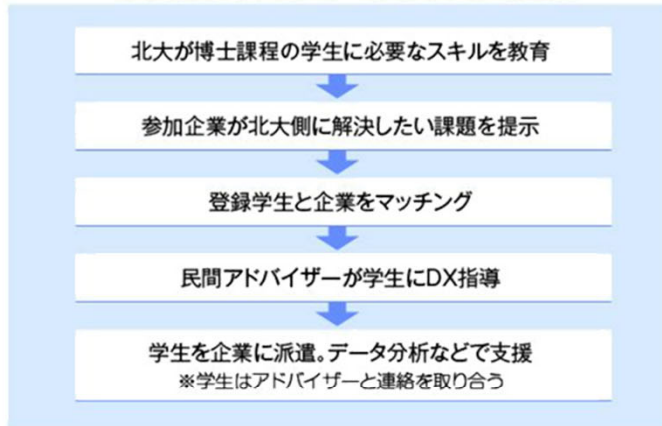 北大が博士課程の学生に必要なスキルを教育
参加企業が北大側に解決したい課題を提示
登録学生と企業をマッチング
民間アドバイザーが学生にDX指導
学生を企業に派遣。データ分析などで支援
※学生はアドバイザーと連絡を取り合う